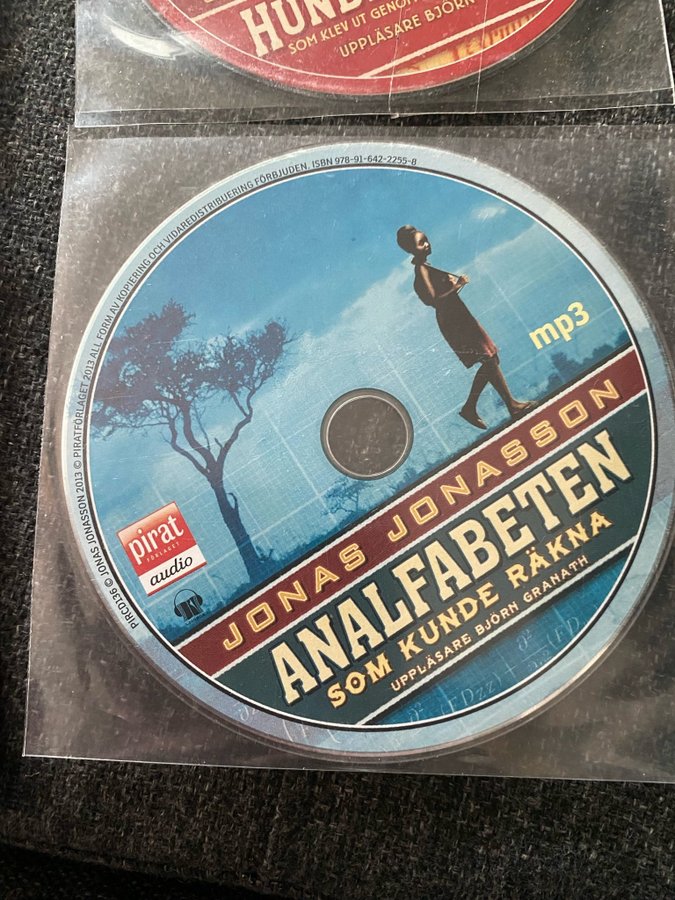 HUND
SOM KLEV UT GENOM
UPPLÄSARE BJÖRN
PIRCD136 © JONAS JONASSON 2013 © PIRATFÖRLAGET 2013 ALL FORM AV KOPIERING OCH VIDAREDISTRIBUERING FÖRBJUDEN. ISBN 978-91-642-2255-8
mp3
pirat
FÖRLAGET
audio
JONAS JONASSON
ANALFABETEN
SOM KUNDE RÄKNA
UPPLÄSARE BJÖRN GRANATH